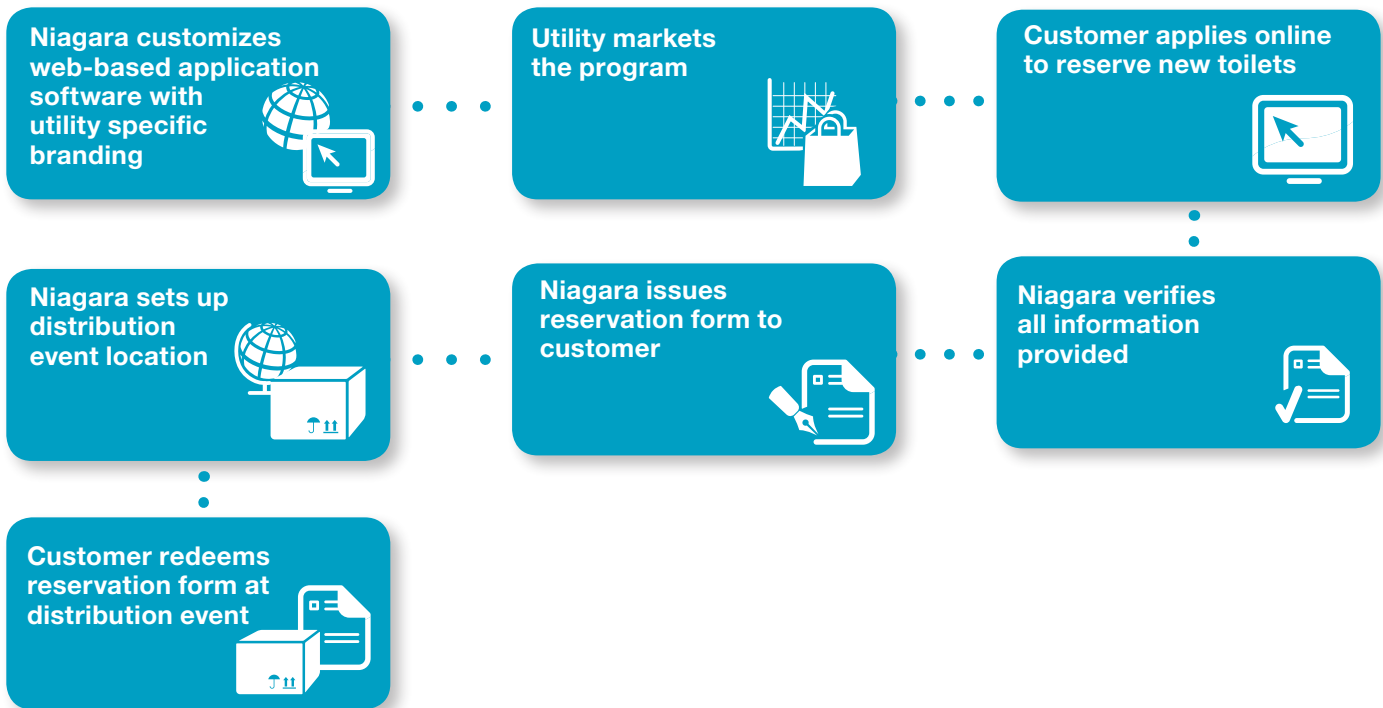 Niagara customizes
web-based application
software with
utility specific
branding
Utility markets
the program
Customer applies online
to reserve new toilets
Niagara verifies
all information
provided
Niagara issues
reservation form to
customer
Niagara sets up
distribution
event location
Customer redeems
reservation form at
distribution event